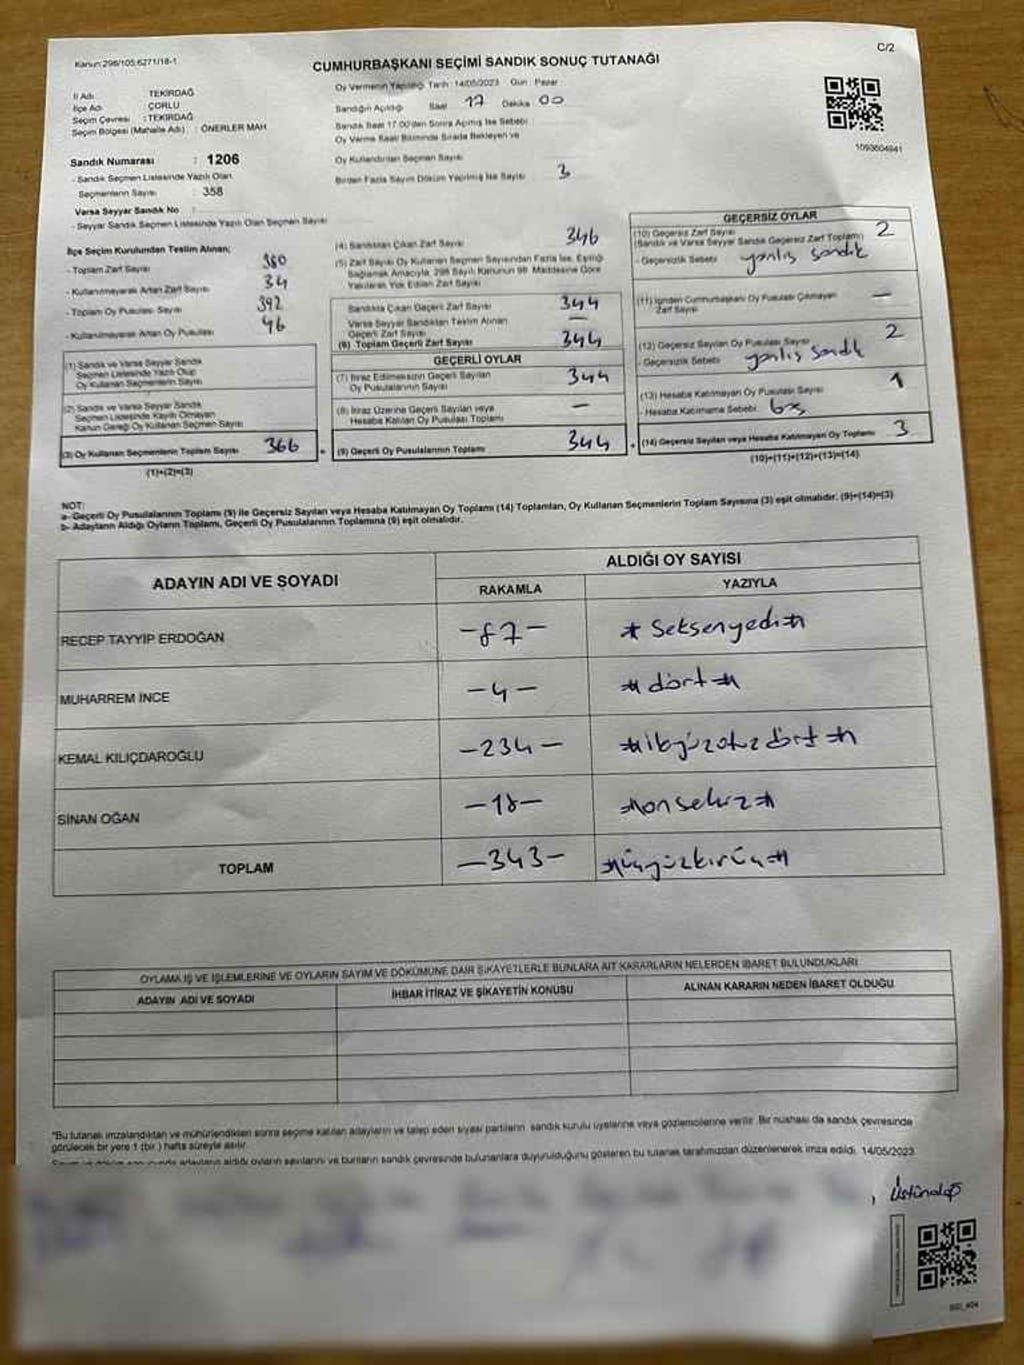 Kanun: 298/105;6271/18-1
C/2
CUMHURBAŞKANI SEÇİMİ SANDIK SONUÇ TUTANAĞI
İl Adı : TEKİRDAĞ
İlçe Adı : ÇORLU
Seçim Çevresi : TEKİRDAĞ
Seçim Bölgesi (Mahalle Adı) : ÖNERLER MAH.
Oy Vermenin Yapıldığı Tarih : 14/05/2023 Gün : Pazar
Sandığın Açıldığı Saat 17 Dakika 00
Sandık Saat 17.00'den Sonra Açılmış İse Sebebi :
Oy Verme Saati Bitiminde Sırada Bekleyen ve
Oy Kullandırılan Seçmen Sayısı
Birden Fazla Sayım Döküm Yapılmış İse Sayısı : 3
1093604941
Sandık Numarası : 1206
- Sandık Seçmen Listesinde Yazılı Olan
Seçmenlerin Sayısı : 358
Varsa Seyyar Sandık No :
- Seyyar Sandık Seçmen Listesinde Yazılı Olan Seçmen Sayısı
İlçe Seçim Kurulundan Teslim Alınan;
- Toplam Zarf Sayısı 380
- Kullanılmayarak Artan Zarf Sayısı 34
- Toplam Oy Pusulası Sayısı 392
- Kullanılmayarak Artan Oy Pusulası 46
(1) Sandık ve Varsa Seyyar Sandık
Seçmen Listesinde Yazılı Olup
Oy Kullanan Seçmenlerin Sayısı
(2) Sandık ve Varsa Seyyar Sandık
Seçmen Listesinde Kayıtlı Olmayan
Kanun Gereği Oy Kullanan Seçmen Sayısı
(3) Oy Kullanan Seçmenlerin Toplam Sayısı 366
(1)+(2)=(3)
(4) Sandıktan Çıkan Zarf Sayısı 346
(5) Zarf Sayısı Oy Kullanan Seçmen Sayısından Fazla İse, Eşitliği
Sağlamak Amacıyla, 298 Sayılı Kanunun 98. Maddesine Göre
Yakılarak Yok Edilen Zarf Sayısı
Sandıkta Çıkan Geçerli Zarf Sayısı 344
Varsa Seyyar Sandıktan Teslim Alınan
Geçerli Zarf Sayısı —
(6) Toplam Geçerli Zarf Sayısı 344
GEÇERLİ OYLAR
(7) İtiraz Edilmeksizin Geçerli Sayılan
Oy Pusulalarının Sayısı 344
(8) İtiraz Üzerine Geçerli Sayılan veya
Hesaba Katılan Oy Pusulası Toplamı —
(9) Geçerli Oy Pusulalarının Toplamı 344
GEÇERSİZ OYLAR
(10) Geçersiz Zarf Sayısı 2
(Sandık ve Varsa Seyyar Sandık Geçersiz Zarf Toplamı)
- Geçersizlik Sebebi yanlış sandık
(11) İçinden Cumhurbaşkanı Oy Pusulası Çıkmayan
Zarf Sayısı —
(12) Geçersiz Sayılan Oy Pusulası Sayısı 2
- Geçersizlik Sebebi yanlış sandık
(13) Hesaba Katılmayan Oy Pusulası Sayısı 1
- Hesaba Katılmama Sebebi boş
(14) Geçersiz Sayılan veya Hesaba Katılmayan Oy Toplamı 3
(10)+(11)+(12)+(13)=(14)
NOT:
a- Geçerli Oy Pusulalarının Toplamı (9) ile Geçersiz Sayılan veya Hesaba Katılmayan Oy Toplamı (14) Toplamları, Oy Kullanan Seçmenlerin Toplam Sayısına (3) eşit olmalıdır. (9)+(14)=(3)
b- Adayların Aldığı Oyların Toplamı, Geçerli Oy Pusulalarının Toplamına (9) eşit olmalıdır.
ADAYIN ADI VE SOYADI
ALDIĞI OY SAYISI
RAKAMLA YAZIYLA
RECEP TAYYİP ERDOĞAN -87- * Seksenyedi *
MUHARREM İNCE -4- * dört *
KEMAL KILIÇDAROĞLU -234- * ikiyüzotuzdört *
SİNAN OĞAN -18- * onsekiz *
TOPLAM -343- * üçyüzkırküç *
OYLAMA İŞ VE İŞLEMLERİNE VE OYLARIN SAYIM VE DÖKÜMÜNE DAİR ŞİKAYETLERLE BUNLARA AİT KARARLARIN NELERDEN İBARET BULUNDUKLARI
ADAYIN ADI VE SOYADI İHBAR İTİRAZ VE ŞİKAYETİN KONUSU ALINAN KARARIN NEDEN İBARET OLDUĞU
*Bu tutanak imzalandıktan ve mühürlendikten sonra seçime katılan adayların ve talep eden siyasi partilerin sandık kurulu üyelerine veya gözlemcilerine verilir. Bir nüshası da sandık çevresinde
görülecek bir yere 1 (bir) hafta süreyle asılır.
Sayım ve döküm sonucunda adayların aldığı oyların sayılarını ve bunların sandık çevresinde bulunanlara duyurulduğunu gösteren bu tutanak tarafımızdan düzenlenerek imza edildi. 14/05/2023